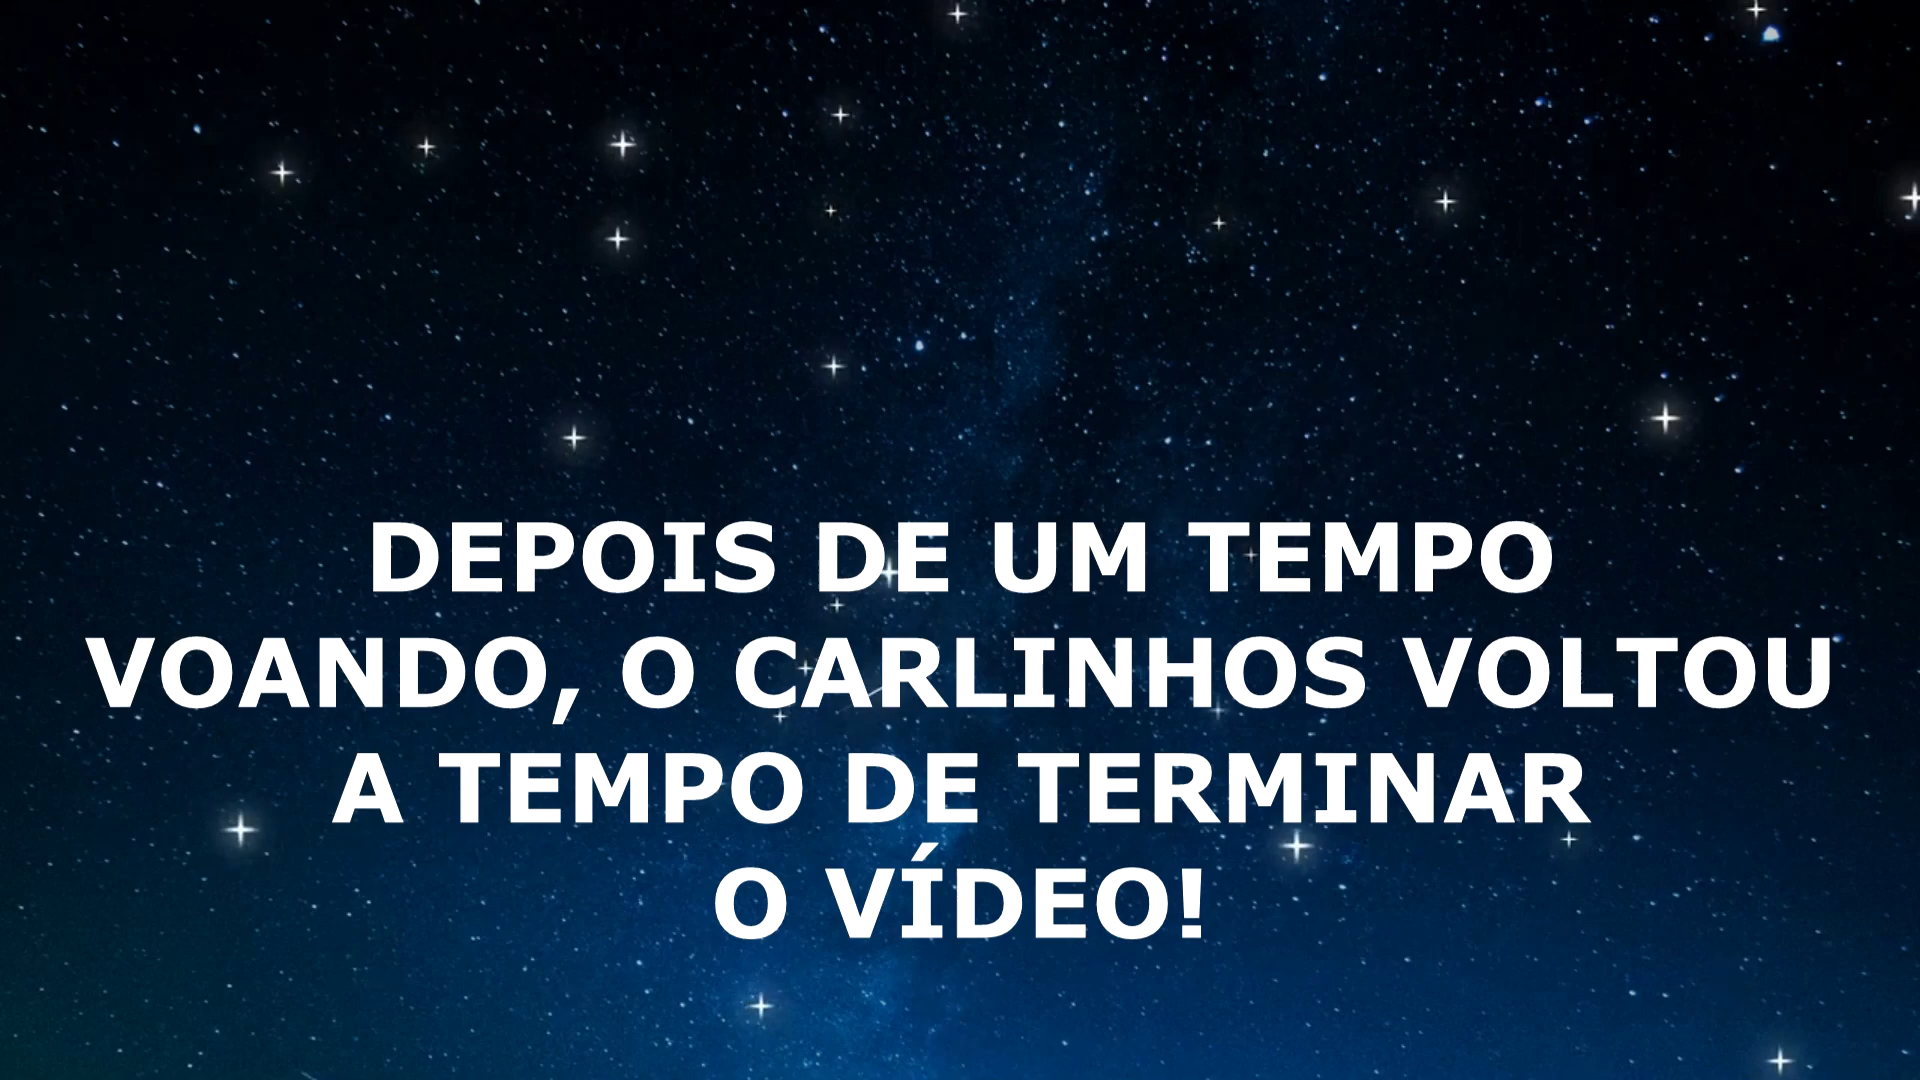 DEPOIS DE UM TEMPO
VOANDO, O CARLINHOS VOLTOU
A TEMPO DE TERMINAR
O VÍDEO!